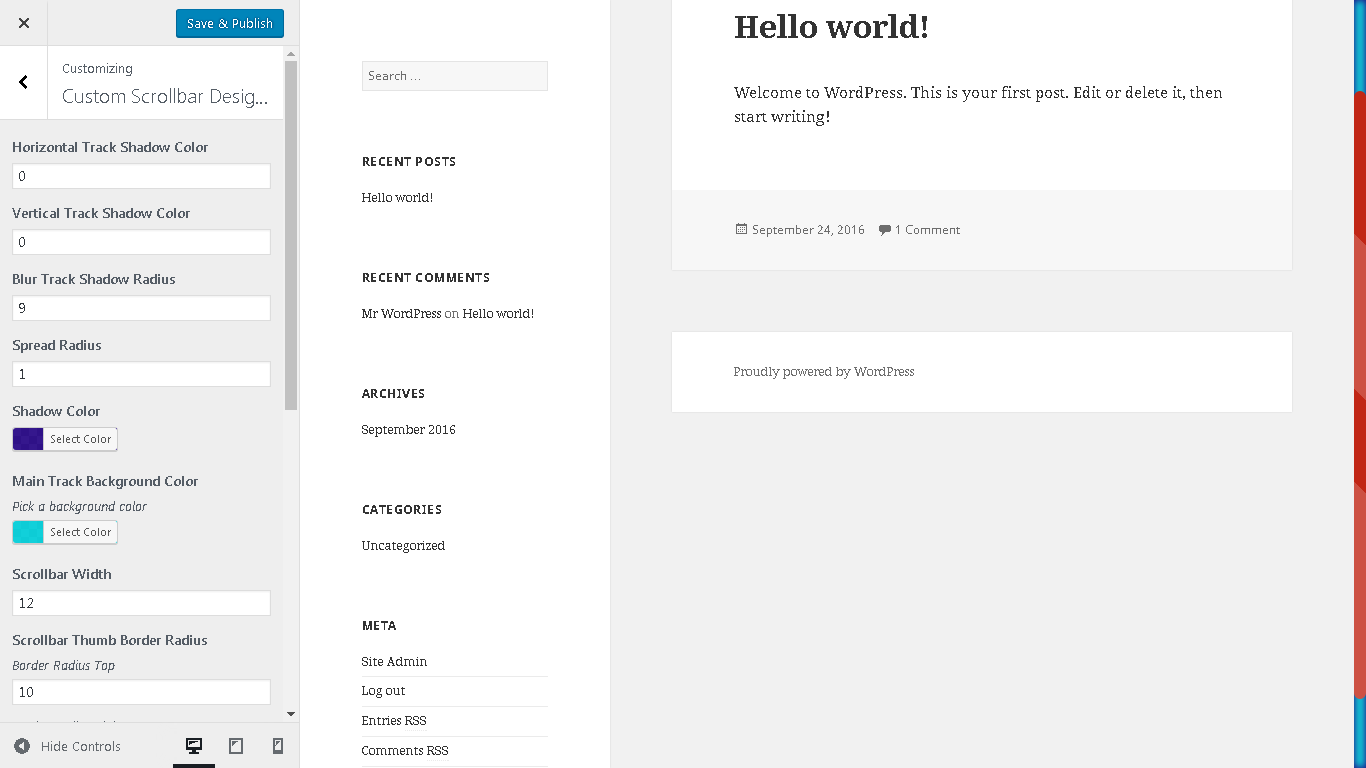 Save & Publish
Customizing
Custom Scrollbar Desig...
Horizontal Track Shadow Color
0
Vertical Track Shadow Color
0
Blur Track Shadow Radius
9
Spread Radius
1
Shadow Color
Select Color
Main Track Background Color
Pick a background color
Select Color
Scrollbar Width
12
Scrollbar Thumb Border Radius
Border Radius Top
10
Hide Controls
Search …
RECENT POSTS
Hello world!
RECENT COMMENTS
Mr WordPress on Hello world!
ARCHIVES
September 2016
CATEGORIES
Uncategorized
META
Site Admin
Log out
Entries RSS
Comments RSS
Hello world!
Welcome to WordPress. This is your first post. Edit or delete it, then
start writing!
September 24, 2016 1 Comment
Proudly powered by WordPress